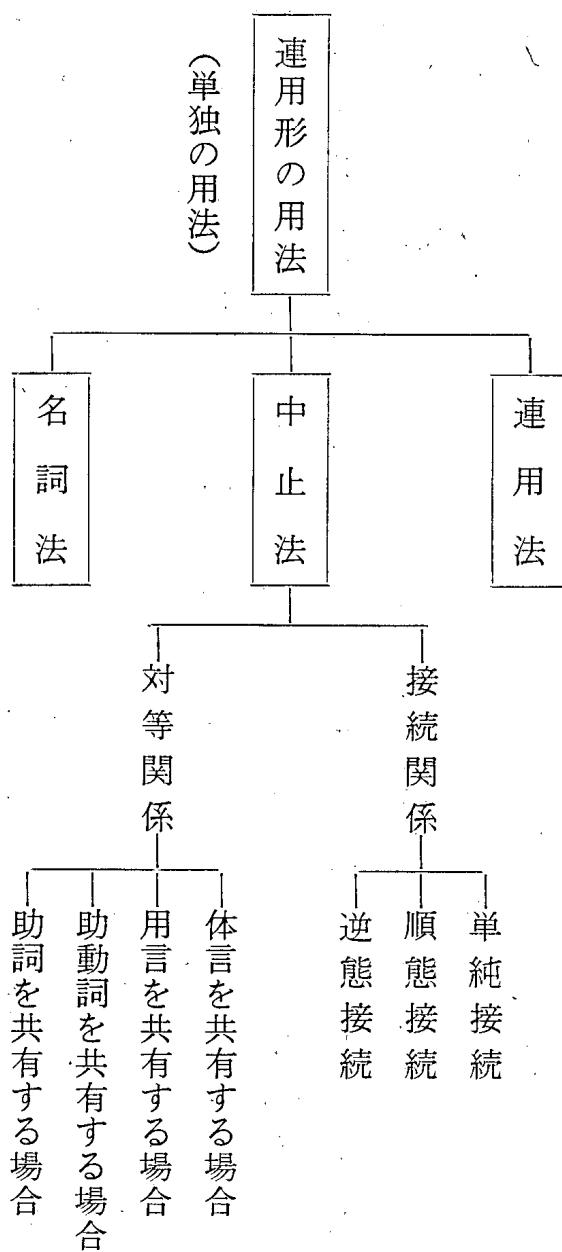 連用形の用法
（単独の用法）
連用法
中止法
名詞法
接続関係
対等関係
単純接続
順態接続
逆態接続
体言を共有する場合
用言を共有する場合
助動詞を共有する場合
助詞を共有する場合